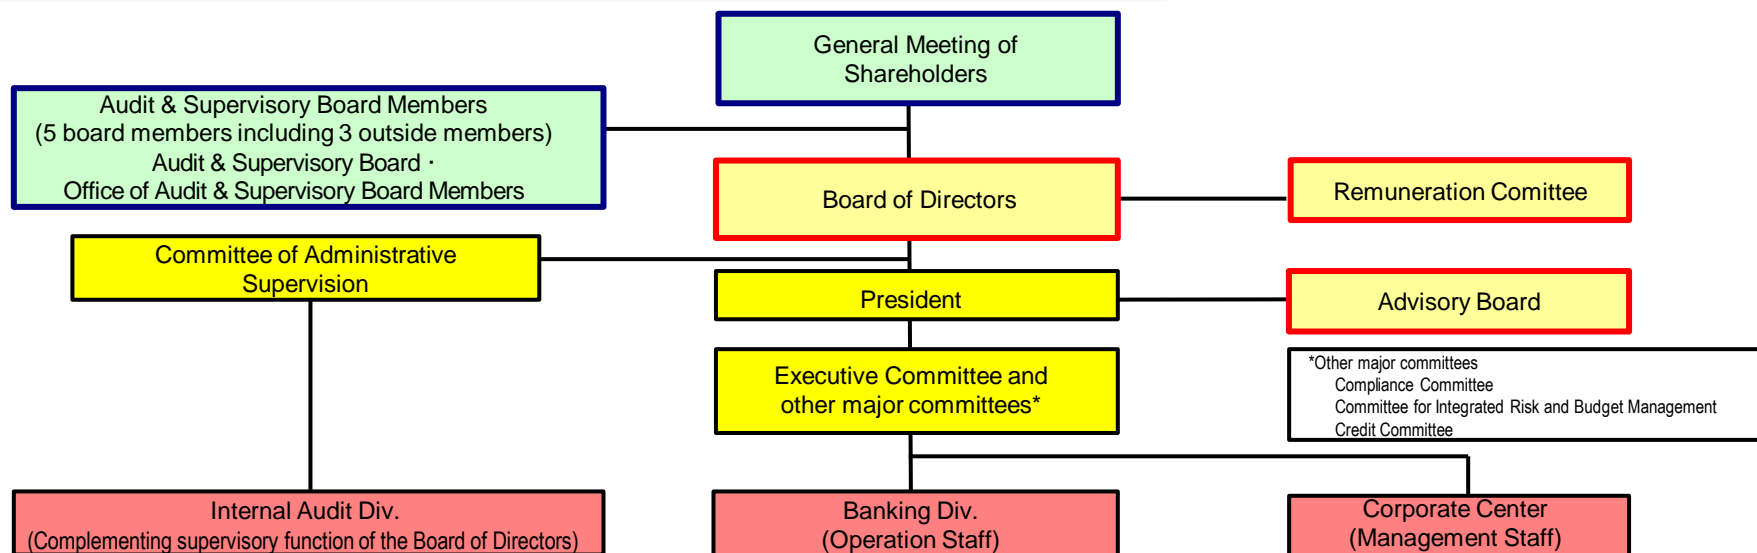 General Meeting of
Shareholders
Audit & Supervisory Board Members
(5 board members including 3 outside members)
Audit & Supervisory Board ·
Office of Audit & Supervisory Board Members
Board of Directors
Remuneration Comittee
Committee of Administrative
Supervision
President
Advisory Board
Executive Committee and
other major committees*
*Other major committees
Compliance Committee
Committee for Integrated Risk and Budget Management
Credit Committee
Internal Audit Div.
(Complementing supervisory function of the Board of Directors)
Banking Div.
(Operation Staff)
Corporate Center
(Management Staff)